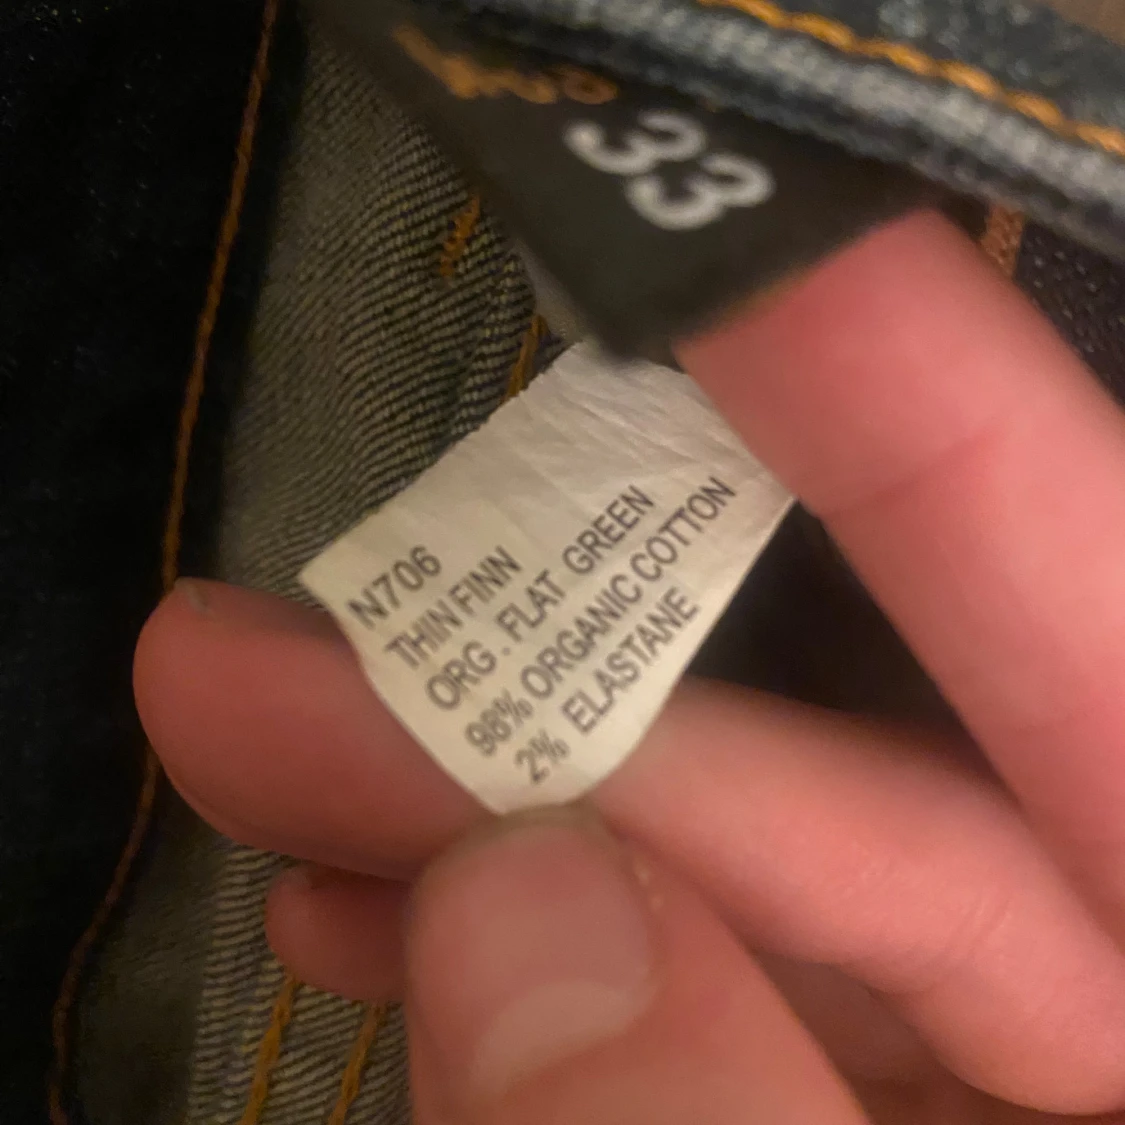 33
N706
THIN FINN
ORG . FLAT GREEN
98% ORGANIC COTTON
2% ELASTANE